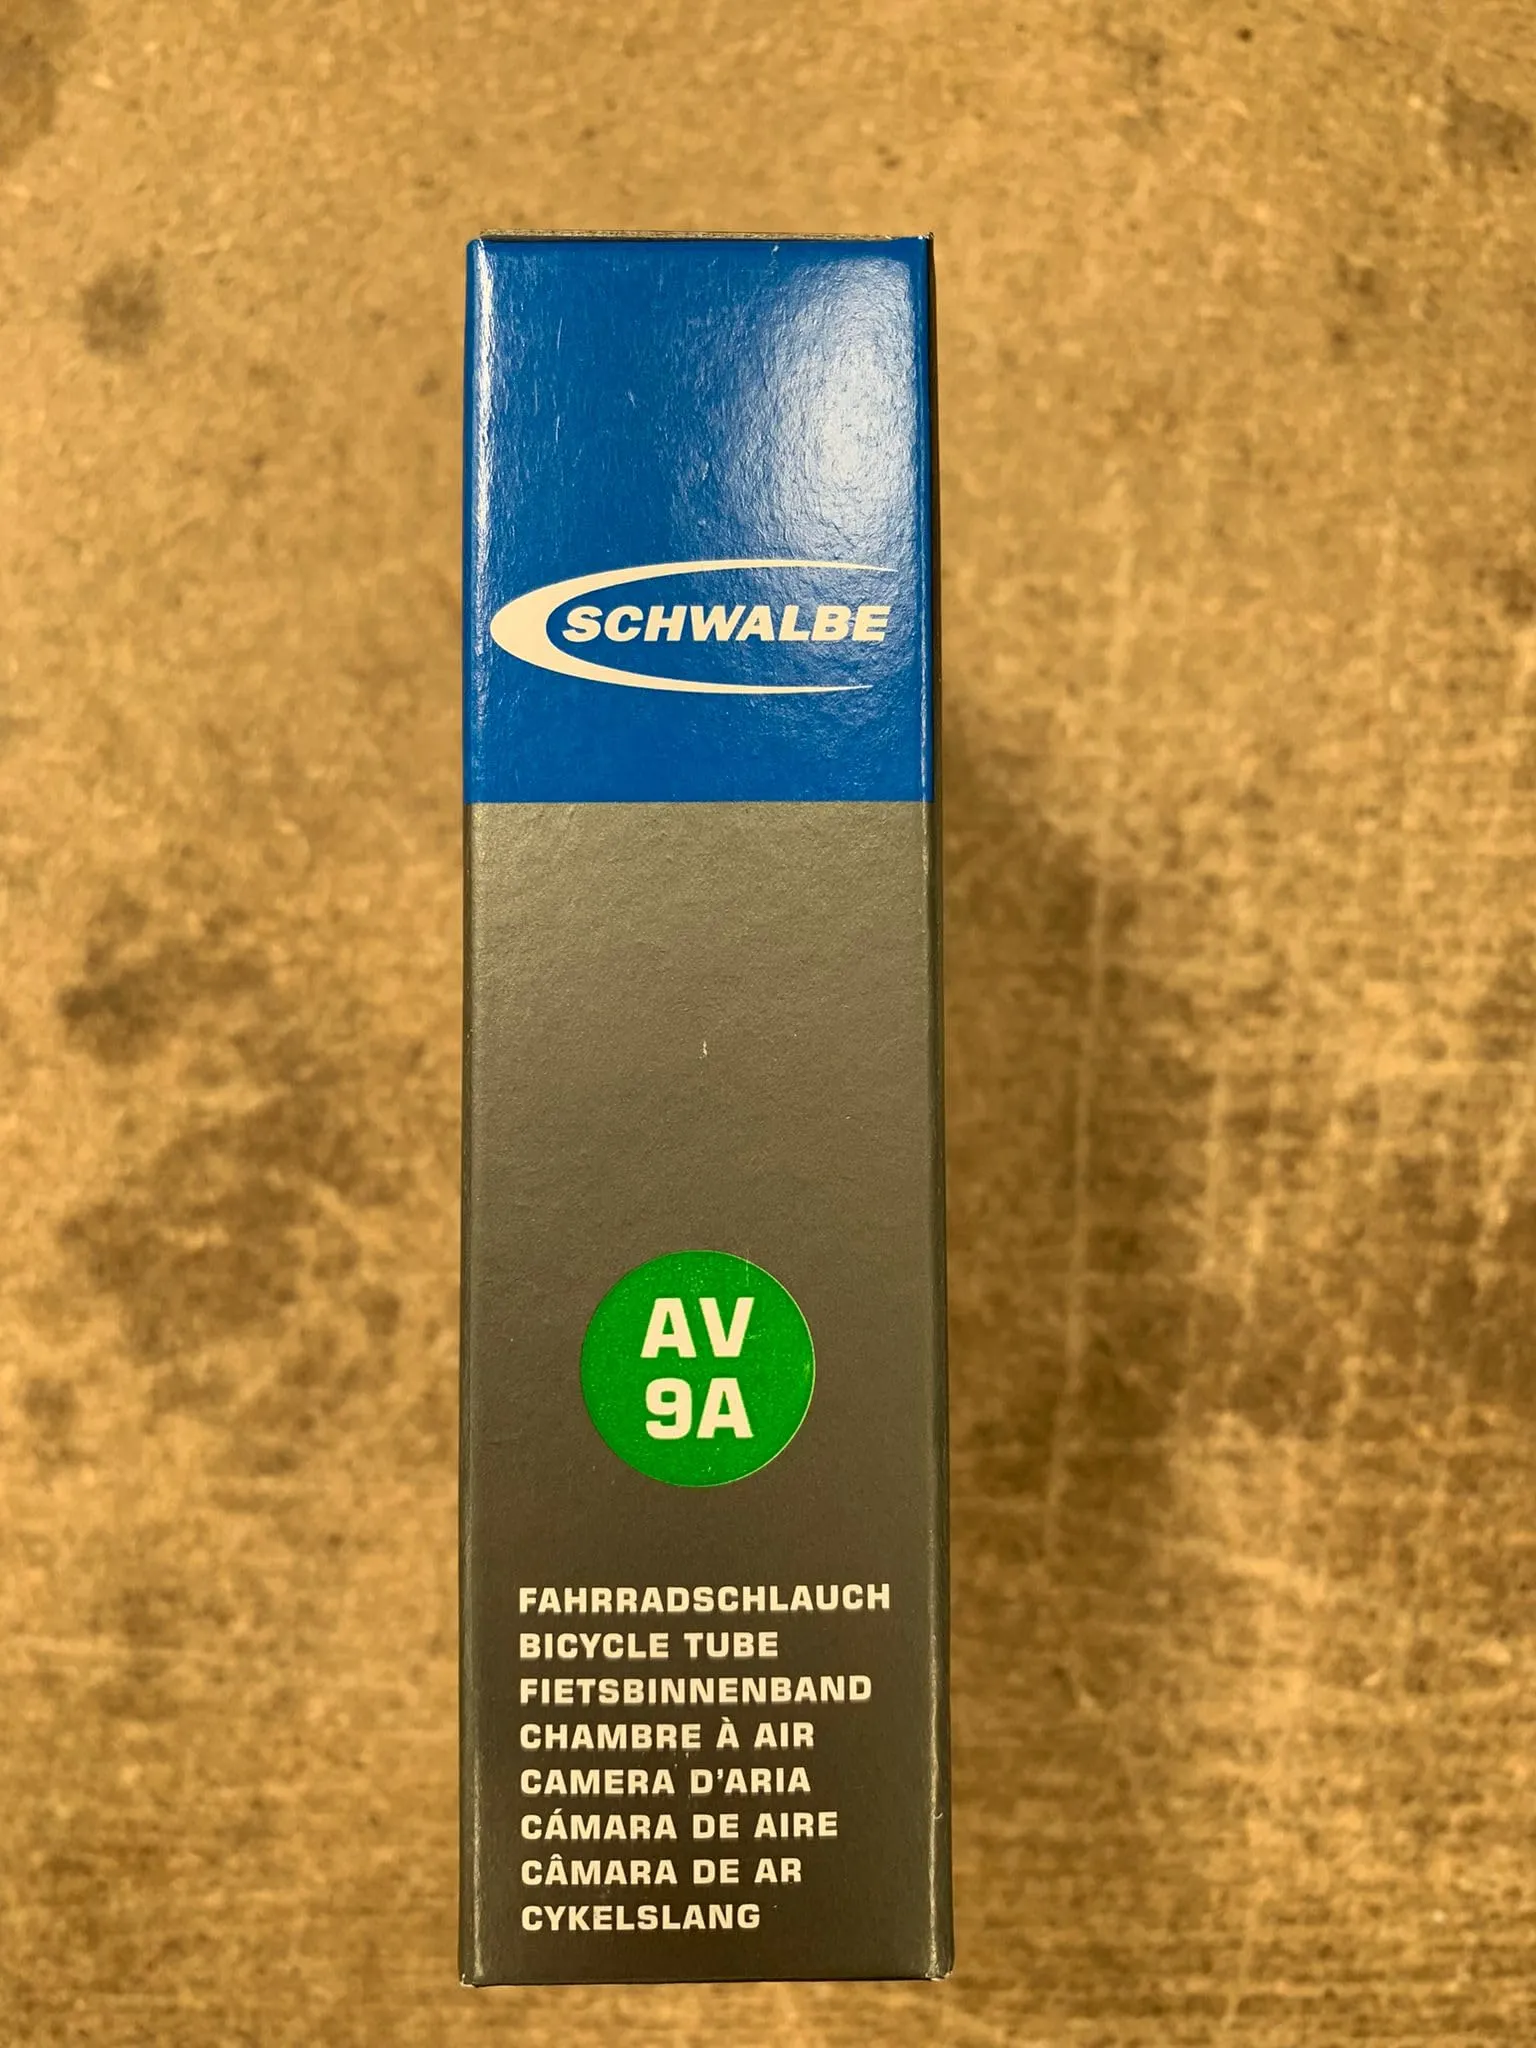 SCHWALBE
AV
9A
FAHRRADSCHLAUCH
BICYCLE TUBE
FIETSBINNENBAND
CHAMBRE À AIR
CAMERA D'ARIA
CÁMARA DE AIRE
CÂMARA DE AR
CYKELSLANG